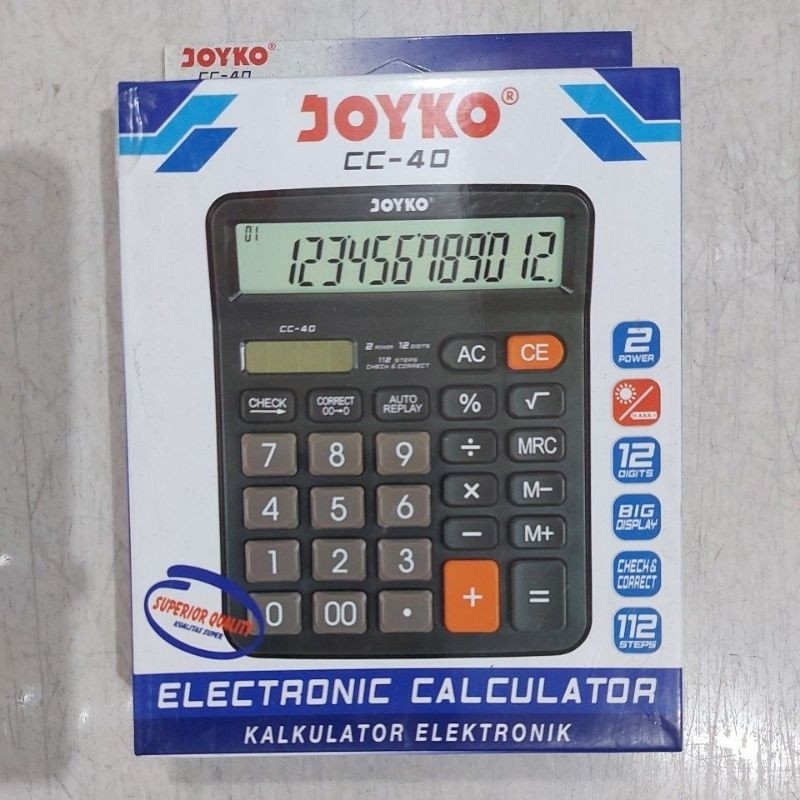 JOYKO®
CC-40
JOYKO®
CC-40
JOYKO®
01
123456789012.
CC-40
2 POWER 12 DIGITS
112 STEPS
CHECK & CORRECT
AC
CE
CHECK
CORRECT
00→0
AUTO
REPLAY
%
√
7
8
9
÷
MRC
4
5
6
×
M−
1
2
3
−
M+
0
00
•
+
=
2
POWER
AAA
12
DIGITS
BIG
DISPLAY
CHECK &
CORRECT
112
STEPS
SUPERIOR QUALITY
KUALITAS SUPER
ELECTRONIC CALCULATOR
KALKULATOR ELEKTRONIK